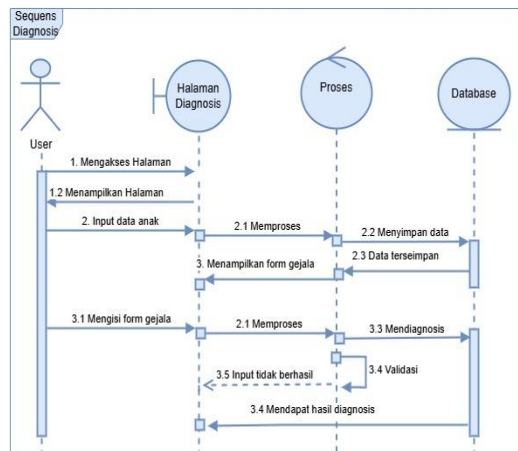 Sequens
Diagnosis
Halaman
Diagnosis
Proses
Database
User
1. Mengakses Halaman
1.2 Menampilkan Halaman
2. Input data anak
2.1 Memproses
2.2 Menyimpan data
2.3 Data terseimpan
3. Menampilkan form gejala
3.1 Mengisi form gejala
2.1 Memproses
3.3 Mendiagnosis
3.4 Validasi
3.5 Input tidak berhasil
3.4 Mendapat hasil diagnosis